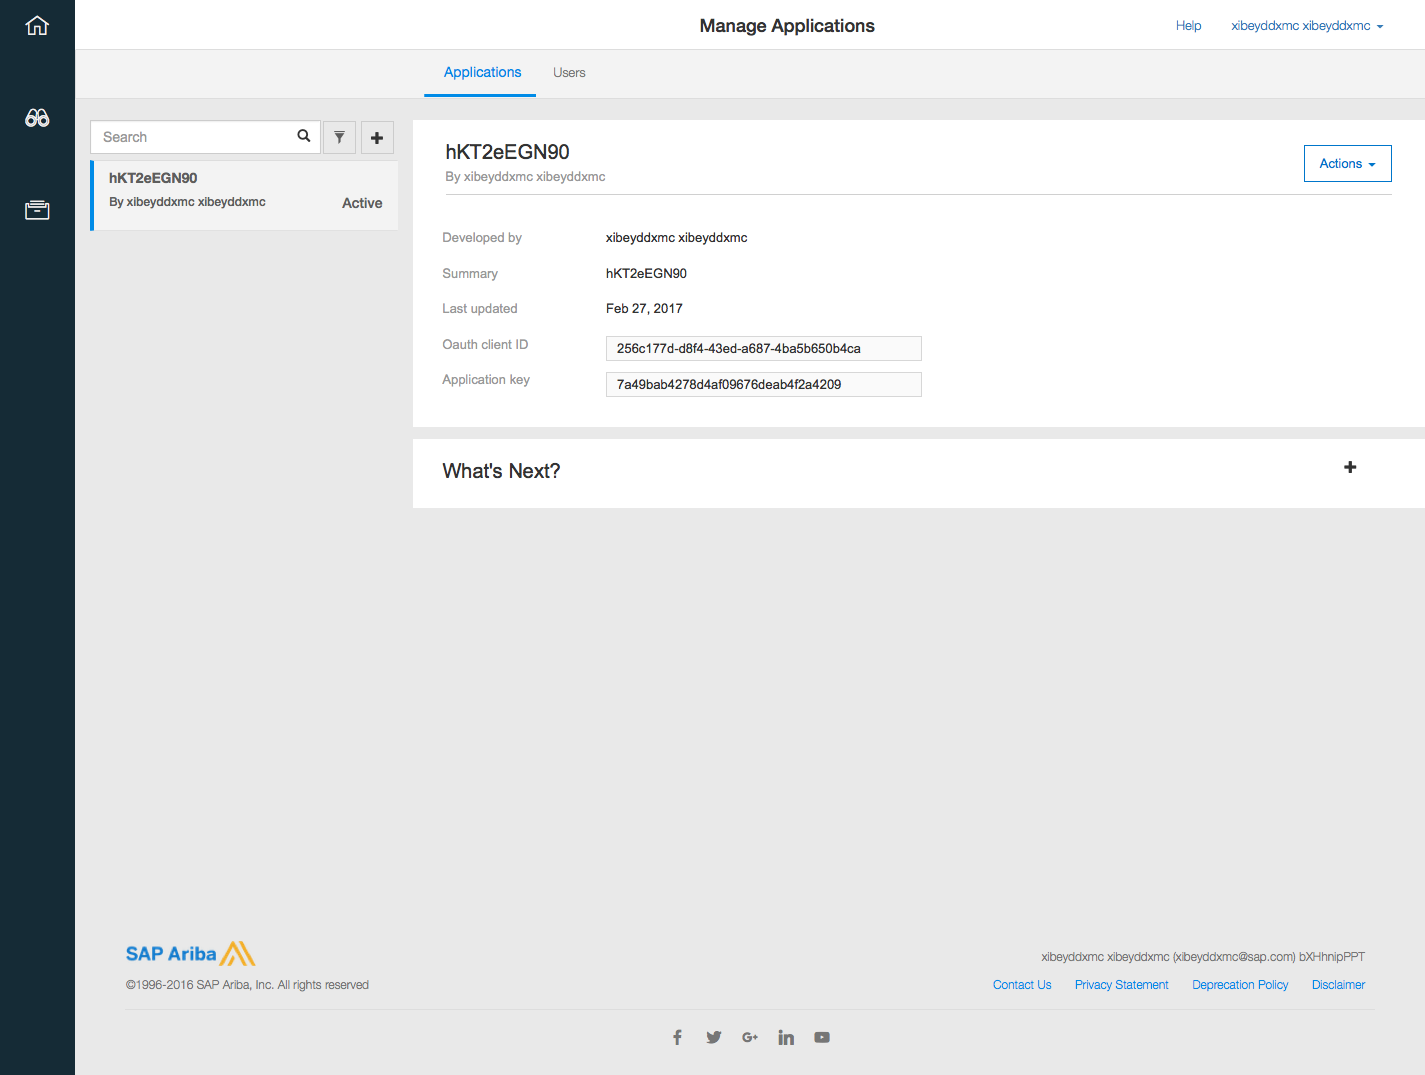 Manage Applications
Help
xibeyddxmc xibeyddxmc
Applications
Users
Search
hKT2eEGN90
By xibeyddxmc xibeyddxmc
Active
hKT2eEGN90
By xibeyddxmc xibeyddxmc
Actions
Developed by
xibeyddxmc xibeyddxmc
Summary
hKT2eEGN90
Last updated
Feb 27, 2017
Oauth client ID
256c177d-d8f4-43ed-a687-4ba5b650b4ca
Application key
7a49bab4278d4af09676deab4f2a4209
What's Next?
SAP Ariba
xibeyddxmc xibeyddxmc (xibeyddxmc@sap.com) bXHhnipPPT
©1996-2016 SAP Ariba, Inc. All rights reserved
Contact Us
Privacy Statement
Deprecation Policy
Disclaimer